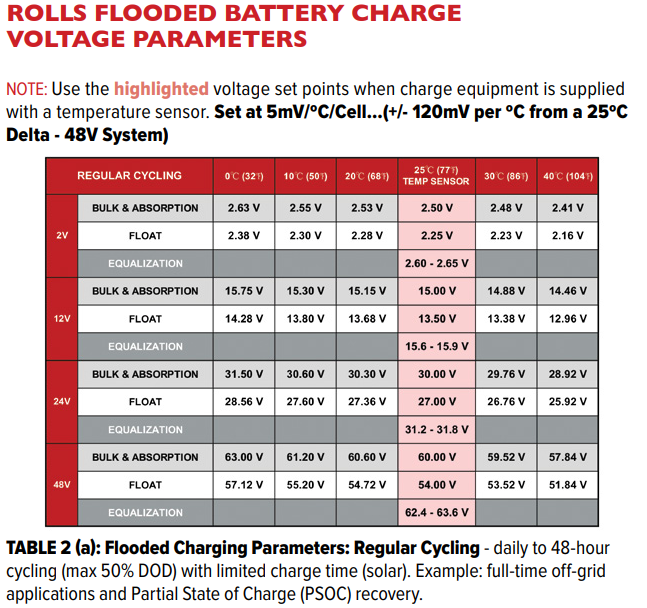 ROLLS FLOODED BATTERY CHARGE
VOLTAGE PARAMETERS
NOTE: Use the highlighted voltage set points when charge equipment is supplied
with a temperature sensor. Set at 5mV/ºC/Cell...(+/- 120mV per ºC from a 25ºC
Delta - 48V System)
REGULAR CYCLING 0℃ (32℉) 10℃ (50℉) 20℃ (68℉) 25℃ (77℉) TEMP SENSOR 30℃ (86℉) 40℃ (104℉)
2V
BULK & ABSORPTION 2.63 V 2.55 V 2.53 V 2.50 V 2.48 V 2.41 V
FLOAT 2.38 V 2.30 V 2.28 V 2.25 V 2.23 V 2.16 V
EQUALIZATION 2.60 - 2.65 V
12V
BULK & ABSORPTION 15.75 V 15.30 V 15.15 V 15.00 V 14.88 V 14.46 V
FLOAT 14.28 V 13.80 V 13.68 V 13.50 V 13.38 V 12.96 V
EQUALIZATION 15.6 - 15.9 V
24V
BULK & ABSORPTION 31.50 V 30.60 V 30.30 V 30.00 V 29.76 V 28.92 V
FLOAT 28.56 V 27.60 V 27.36 V 27.00 V 26.76 V 25.92 V
EQUALIZATION 31.2 - 31.8 V
48V
BULK & ABSORPTION 63.00 V 61.20 V 60.60 V 60.00 V 59.52 V 57.84 V
FLOAT 57.12 V 55.20 V 54.72 V 54.00 V 53.52 V 51.84 V
EQUALIZATION 62.4 - 63.6 V
TABLE 2 (a): Flooded Charging Parameters: Regular Cycling - daily to 48-hour
cycling (max 50% DOD) with limited charge time (solar). Example: full-time off-grid
applications and Partial State of Charge (PSOC) recovery.